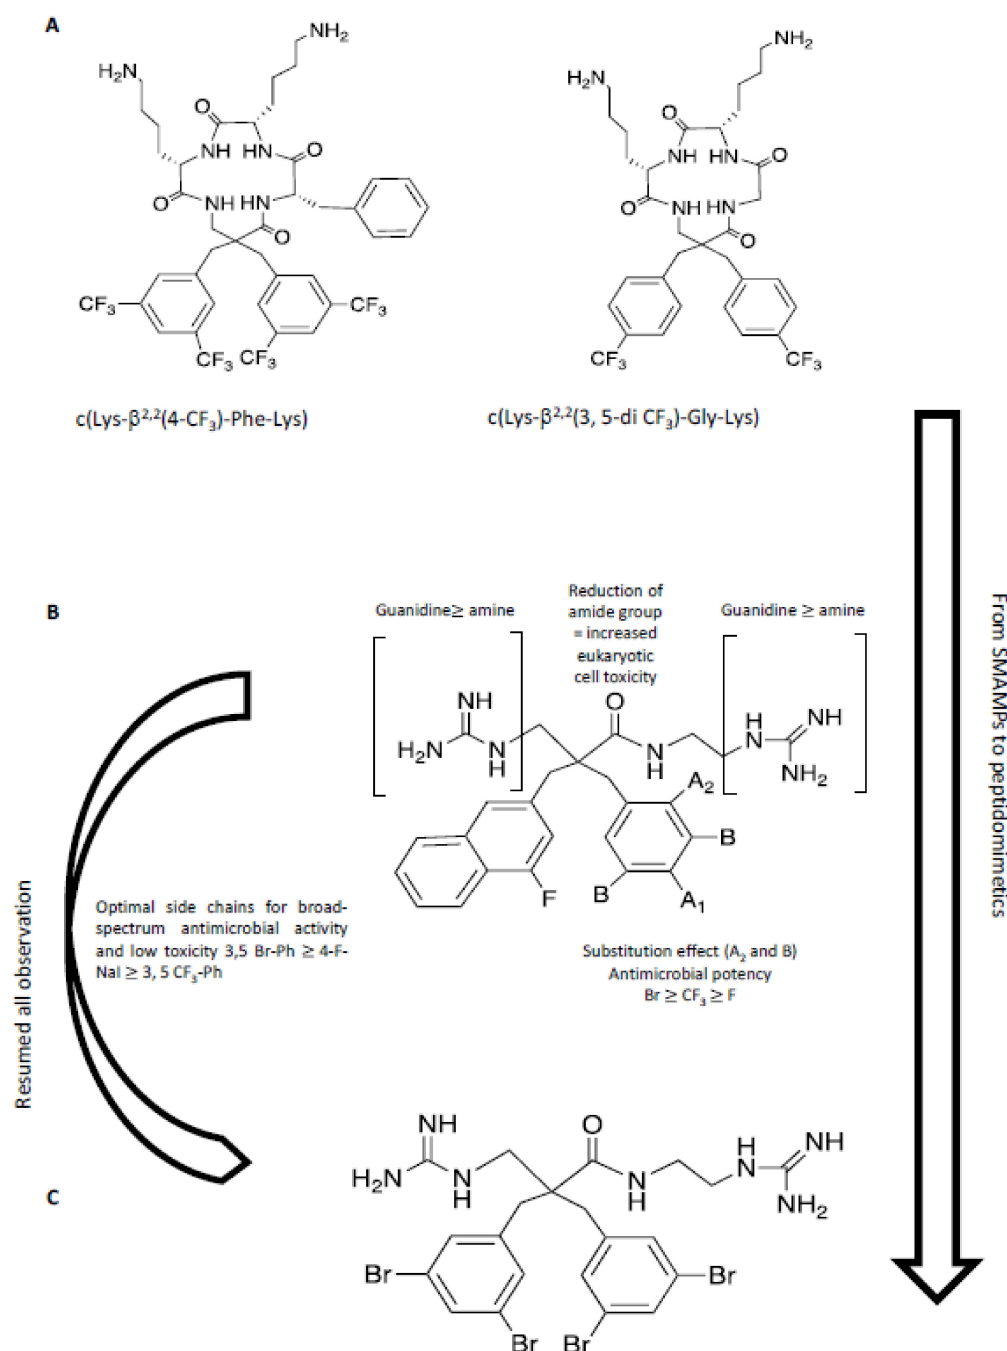 A
NH₂
H₂N
O
NH HN
O
O
NH HN
O
CF₃
CF₃
CF₃
CF₃
c(Lys-β²,²(4-CF₃)-Phe-Lys)
NH₂
H₂N
O
NH HN
O
O
NH HN
O
CF₃
CF₃
c(Lys-β²,²(3, 5-di CF₃)-Gly-Lys)
From SMAMPs to peptidomimetics
B
Guanidine≥ amine
Reduction of
amide group
= increased
eukaryotic
cell toxicity
Guanidine ≥ amine
NH
H₂N
N
H
O
N
H
H
N
NH
NH₂
F
A₂
B
B
A₁
Resumed all observation
Optimal side chains for broad-
spectrum antimicrobial activity
and low toxicity 3,5 Br-Ph ≥ 4-F-
Nal ≥ 3, 5 CF₃-Ph
Substitution effect (A₂ and B)
Antimicrobial potency
Br ≥ CF₃ ≥ F
C
NH
H₂N
N
H
O
N
H
H
N
NH
NH₂
Br
Br
Br
Br